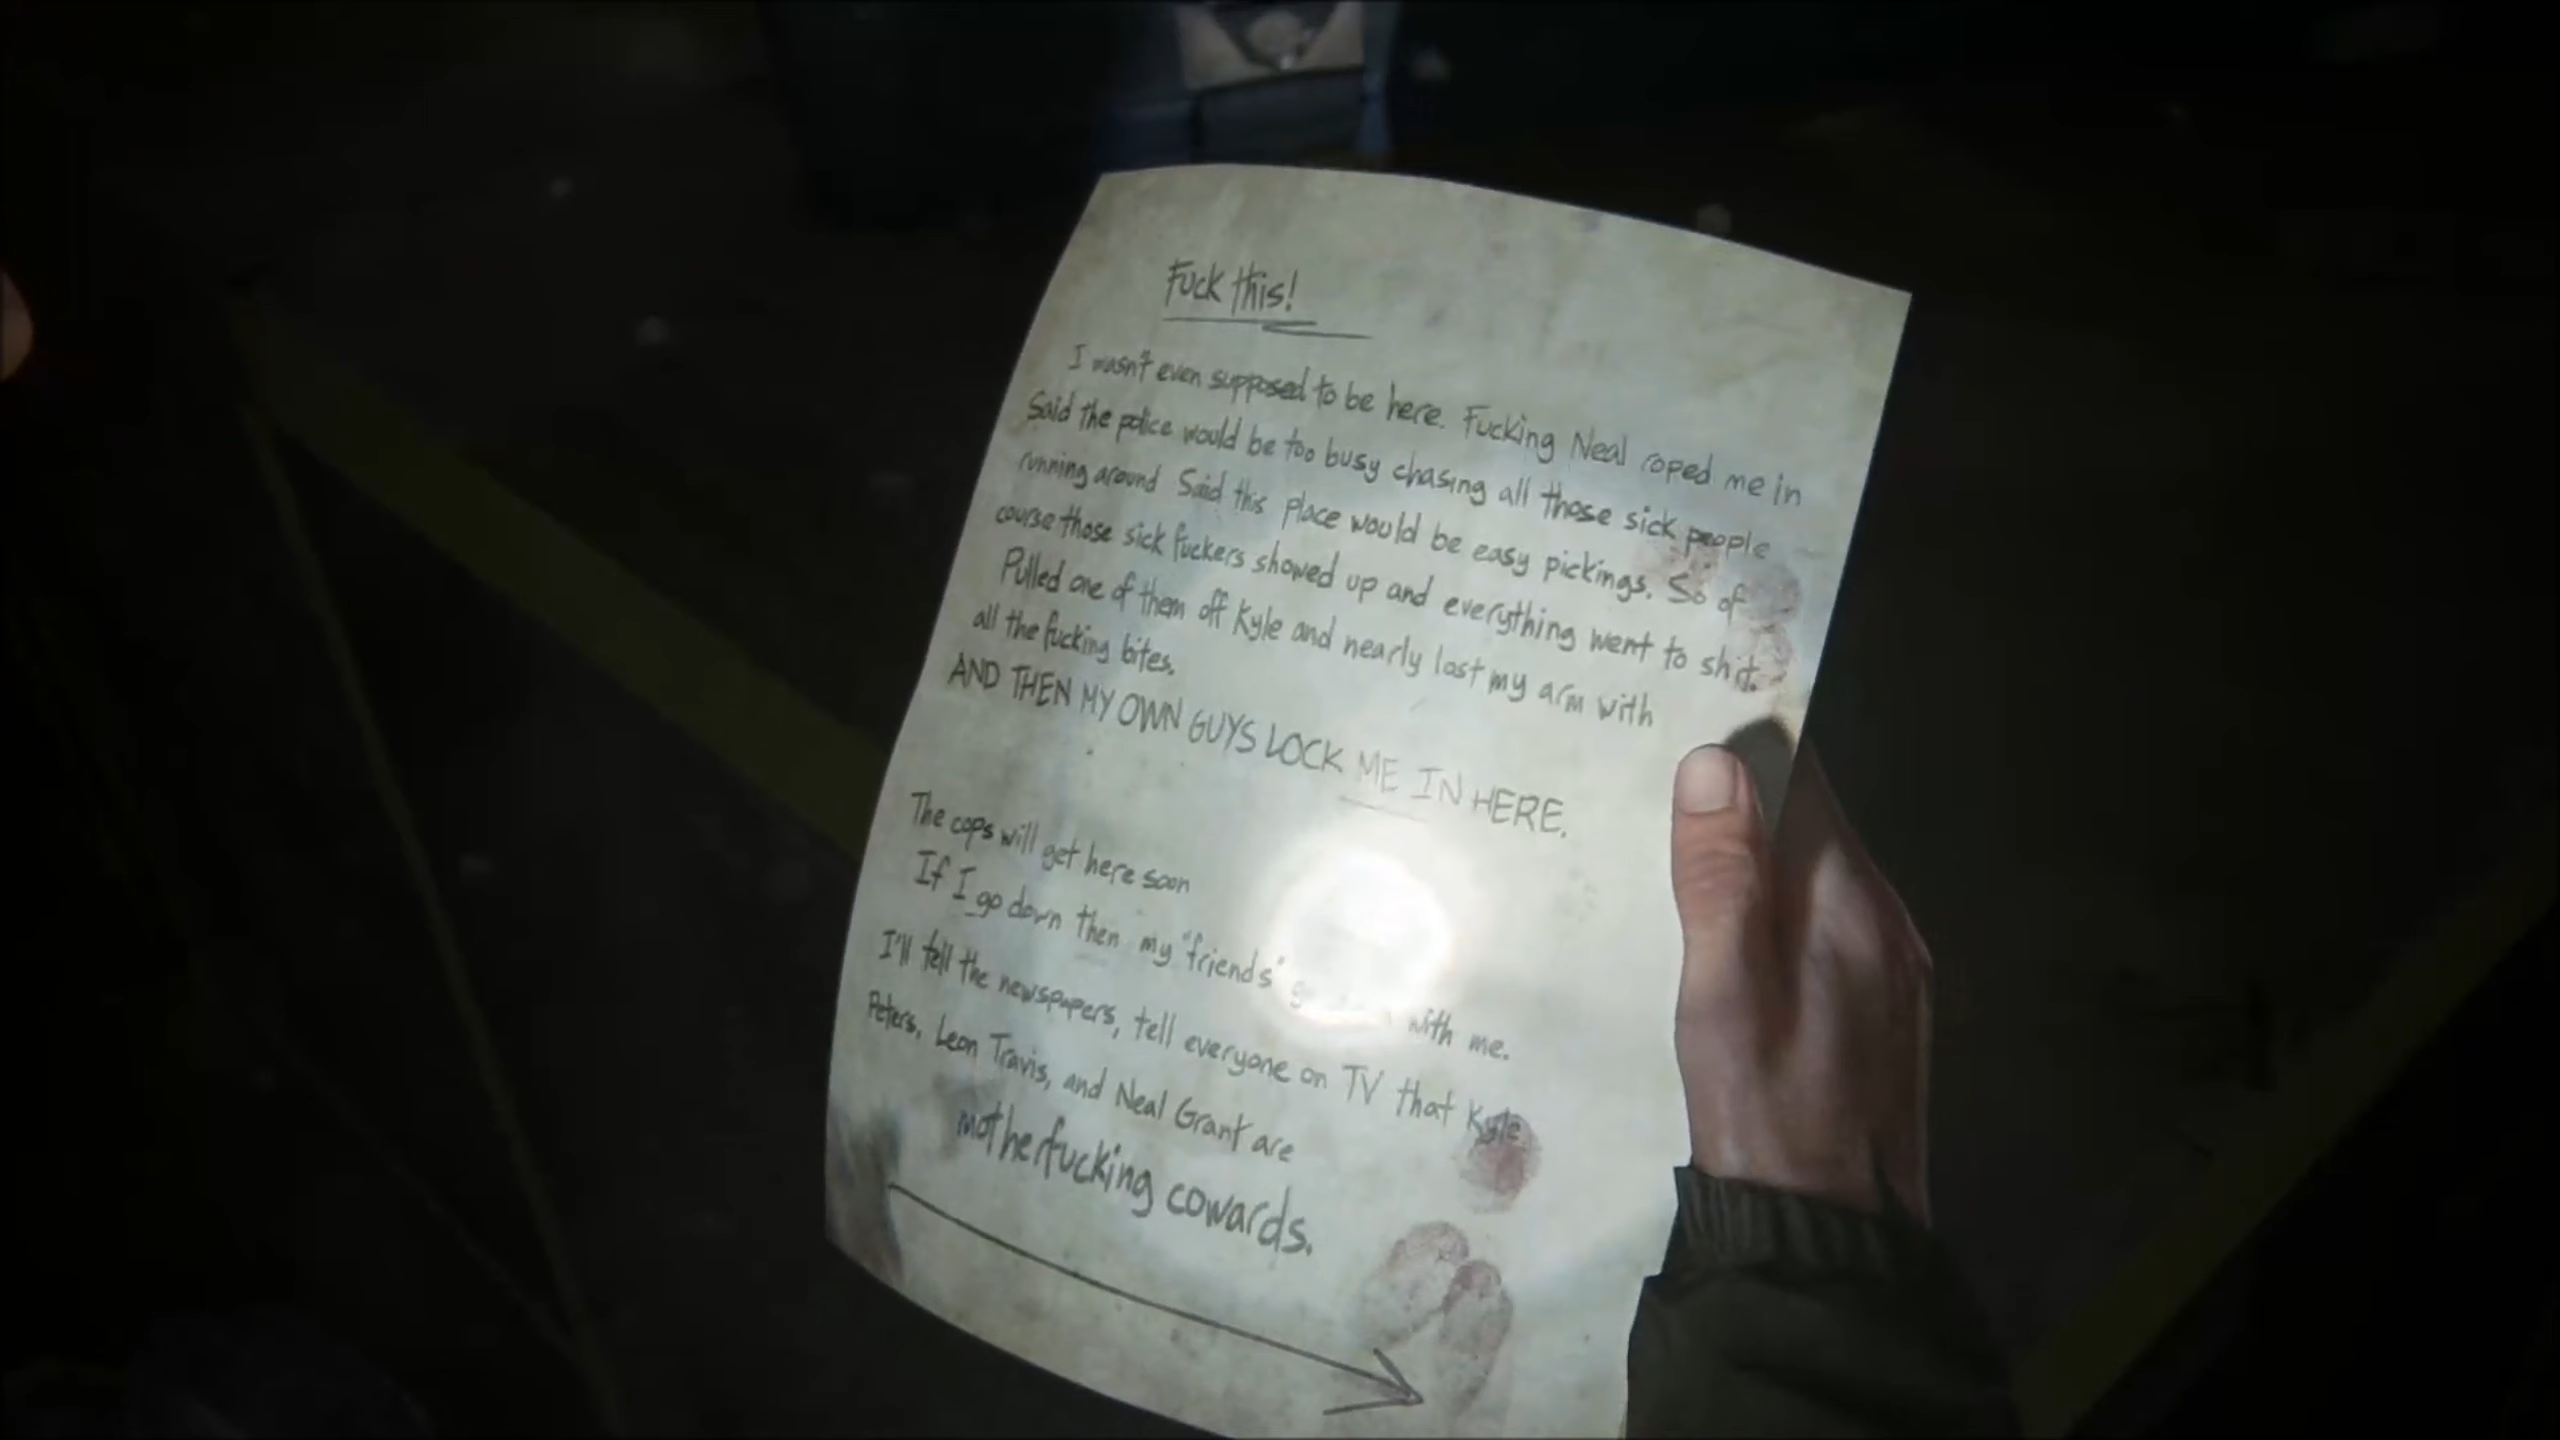 Fuck this!
I wasn't even supposed to be here. Fucking Neal roped me in
Said the police would be too busy chasing all those sick people
running around Said this place would be easy pickings. So of
course those sick fuckers showed up and everything went to shit.
Pulled one of them off Kyle and nearly lost my arm with
all the fucking bites.
AND THEN MY OWN GUYS LOCK ME IN HERE.
The cops will get here soon
If I go down then my "friends" with me.
I'll tell the newspapers, tell everyone on TV that Kyle
Peters, Leon Travis, and Neal Grant are
motherfucking cowards.